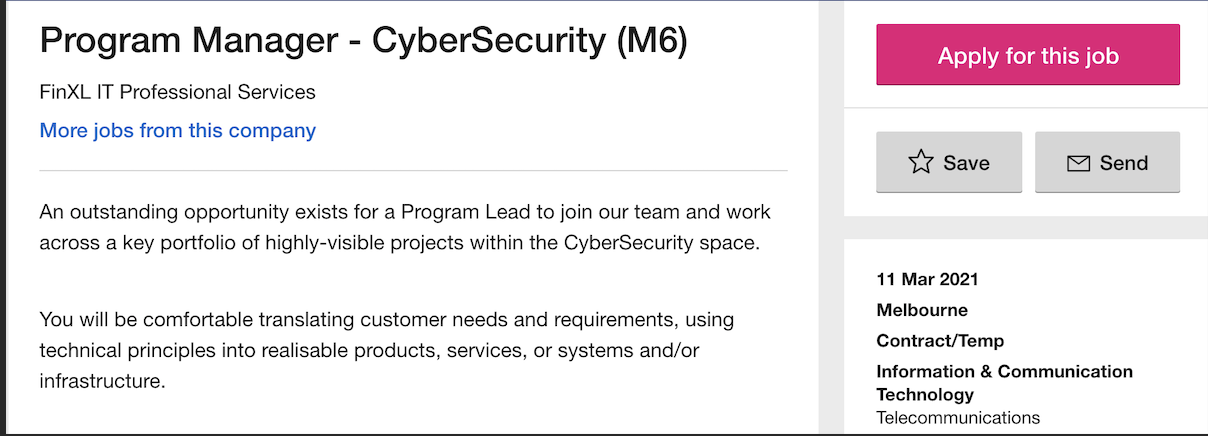 Program Manager - CyberSecurity (M6)
FinXL IT Professional Services
More jobs from this company
An outstanding opportunity exists for a Program Lead to join our team and work
across a key portfolio of highly-visible projects within the CyberSecurity space.
You will be comfortable translating customer needs and requirements, using
technical principles into realisable products, services, or systems and/or
infrastructure.
Apply for this job
Save
Send
11 Mar 2021
Melbourne
Contract/Temp
Information & Communication
Technology
Telecommunications